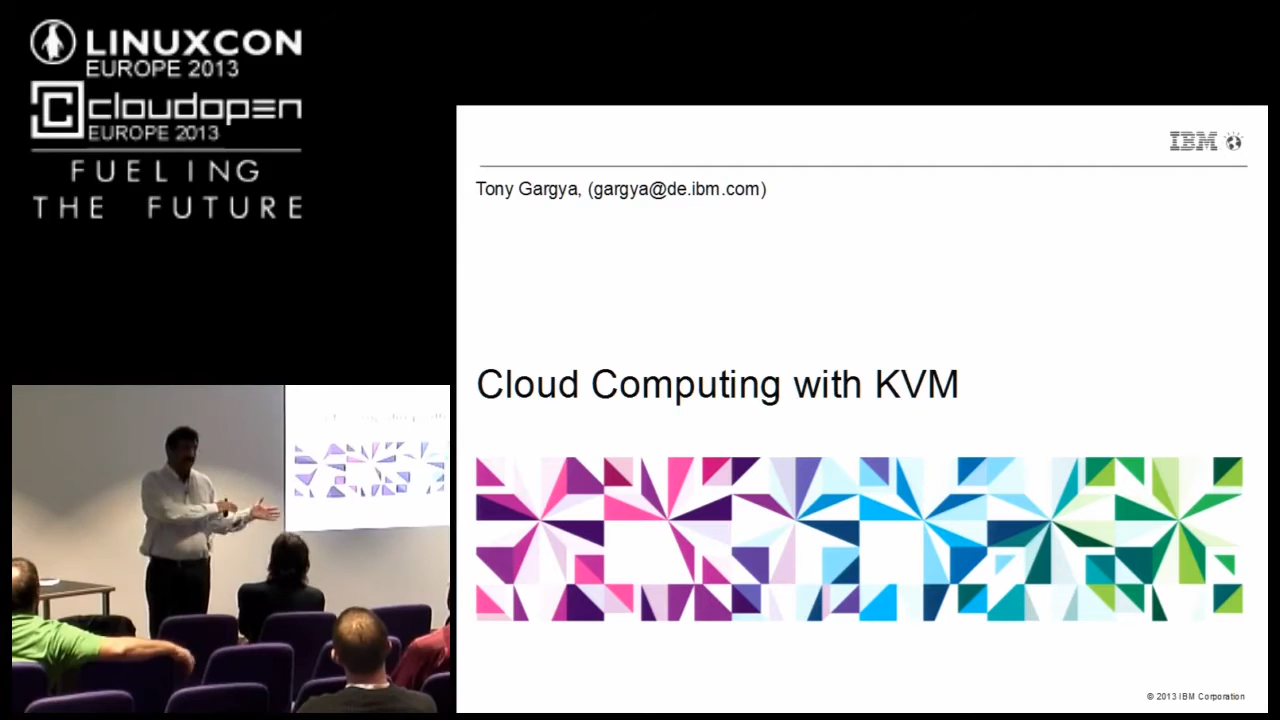 LINUXCON
EUROPE 2013
cloudopen
EUROPE 2013
FUELING
THE FUTURE
IBM
Tony Gargya, (gargya@de.ibm.com)
Cloud Computing with KVM
© 2013 IBM Corporation